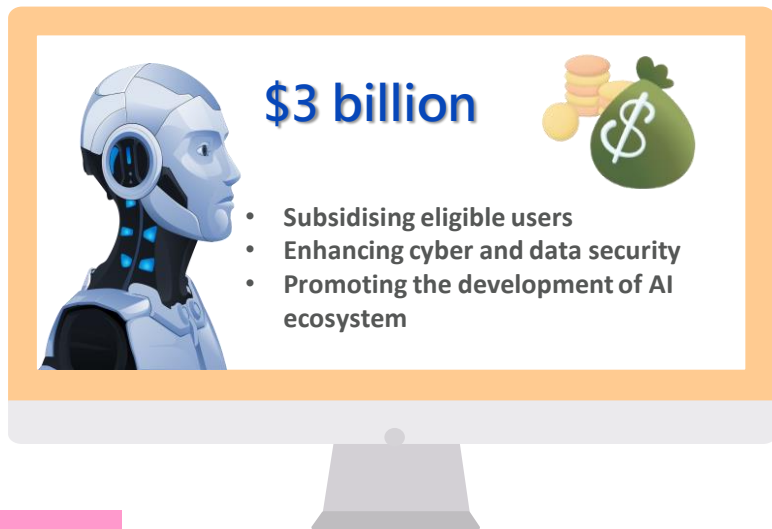 $3 billion
$
• Subsidising eligible users
• Enhancing cyber and data security
• Promoting the development of AI
ecosystem